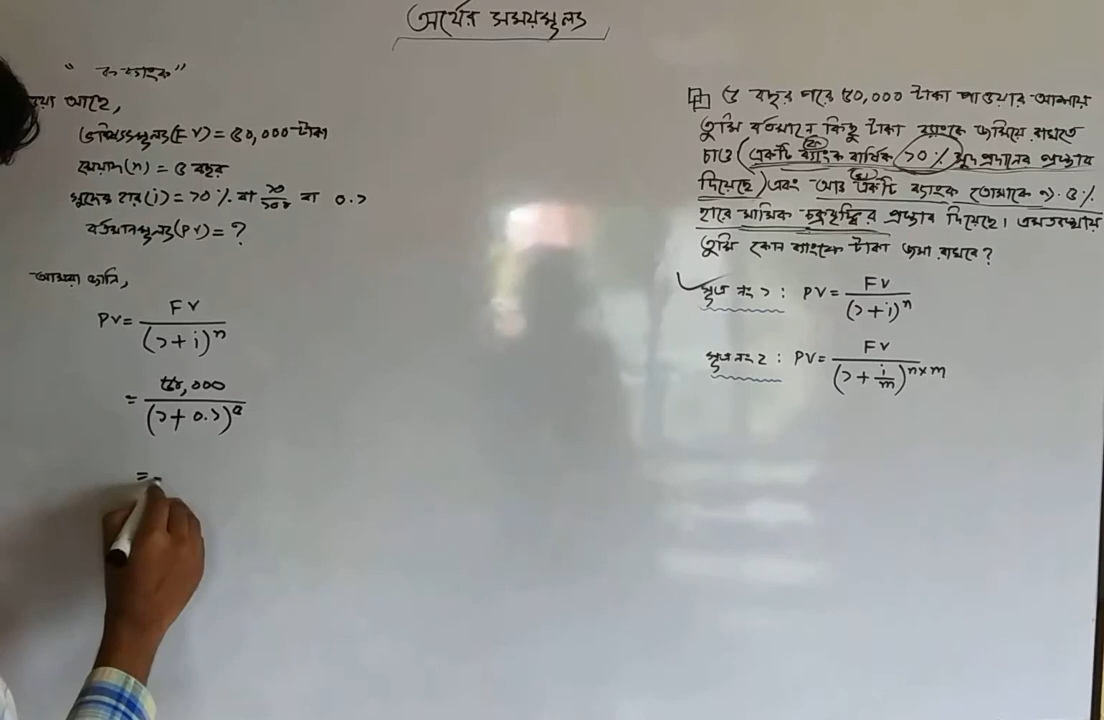 অর্থের সময়মূল্য
"ক ব্যাংক"
য়া আছে,
ভবিষ্যৎমূল্য (FV) = ৫০,০০০ টাকা
মেয়াদ (n) = ৫ বছর
সুদের হার (i) = ১০% বা ১০/১০০ বা ০.১
বর্তমানমূল্য (PV) = ?
আমরা জানি,
PV = FV / (১ + i)^n
= ৫০,০০০ / (১ + ০.১)^৫
=
৫ বছর পরে ৫০,০০০ টাকা পাওয়ার আশায়
তুমি বর্তমানে কিছু টাকা ব্যাংকে জমিয়ে রাখতে
চাও (একটি ব্যাংক বার্ষিক ১০% সুদ প্রদানের প্রস্তাব
দিয়েছে) এবং আর একটি ব্যাংক তোমাকে ৯.৫%
হারে মাসিক চক্রবৃদ্ধির প্রস্তাব দিয়েছে। এমতাবস্থায়
তুমি কোন ব্যাংকে টাকা জমা রাখবে?
সূত্র নং ১ : PV = FV / (১ + i)^n
সূত্র নং 2 : PV = FV / (১ + i/m)^n×m